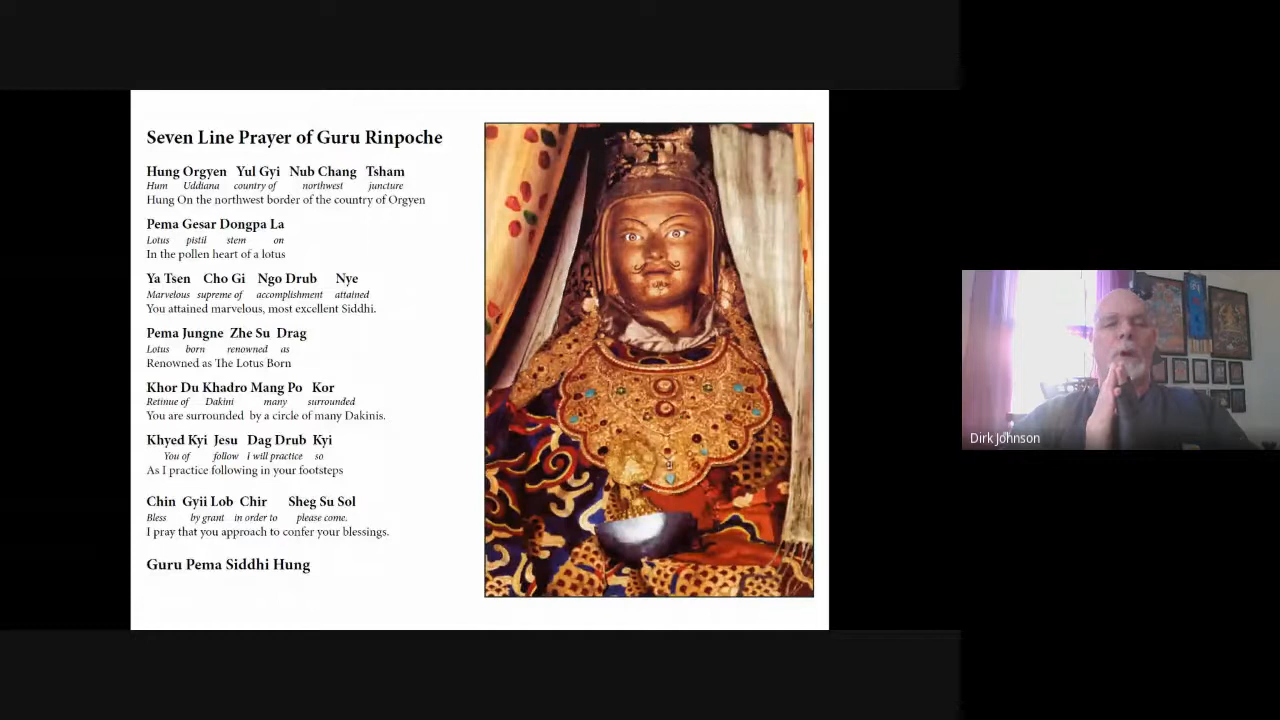 Seven Line Prayer of Guru Rinpoche
Hung Orgyen Yul Gyi Nub Chang Tsham
Hum Uddiana country of northwest juncture
Hung On the northwest border of the country of Orgyen
Pema Gesar Dongpa La
Lotus pistil stem on
In the pollen heart of a lotus
Ya Tsen Cho Gi Ngo Drub Nye
Marvelous supreme of accomplishment attained
You attained marvelous, most excellent Siddhi.
Pema Jungne Zhe Su Drag
Lotus born renowned as
Renowned as The Lotus Born
Khor Du Khadro Mang Po Kor
Retinue of Dakini many surrounded
You are surrounded by a circle of many Dakinis.
Khyed Kyi Jesu Dag Drub Kyi
You of follow i will practice so
As I practice following in your footsteps
Chin Gyii Lob Chir Sheg Su Sol
Bless by grant in order to please come.
I pray that you approach to confer your blessings.
Guru Pema Siddhi Hung
Dirk Johnson